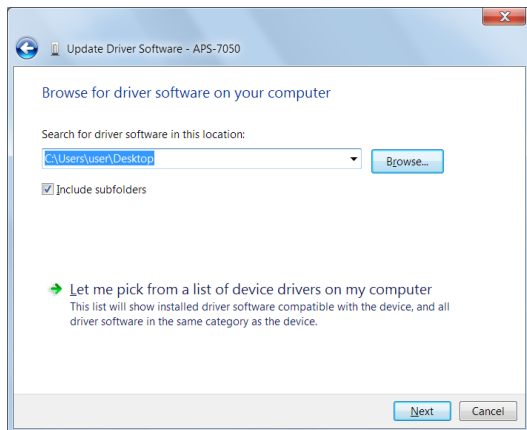 Update Driver Software - APS-7050
Browse for driver software on your computer
Search for driver software in this location:
C:\Users\user\Desktop
Browse...
Include subfolders
Let me pick from a list of device drivers on my computer
This list will show installed driver software compatible with the device, and all
driver software in the same category as the device.
Next
Cancel